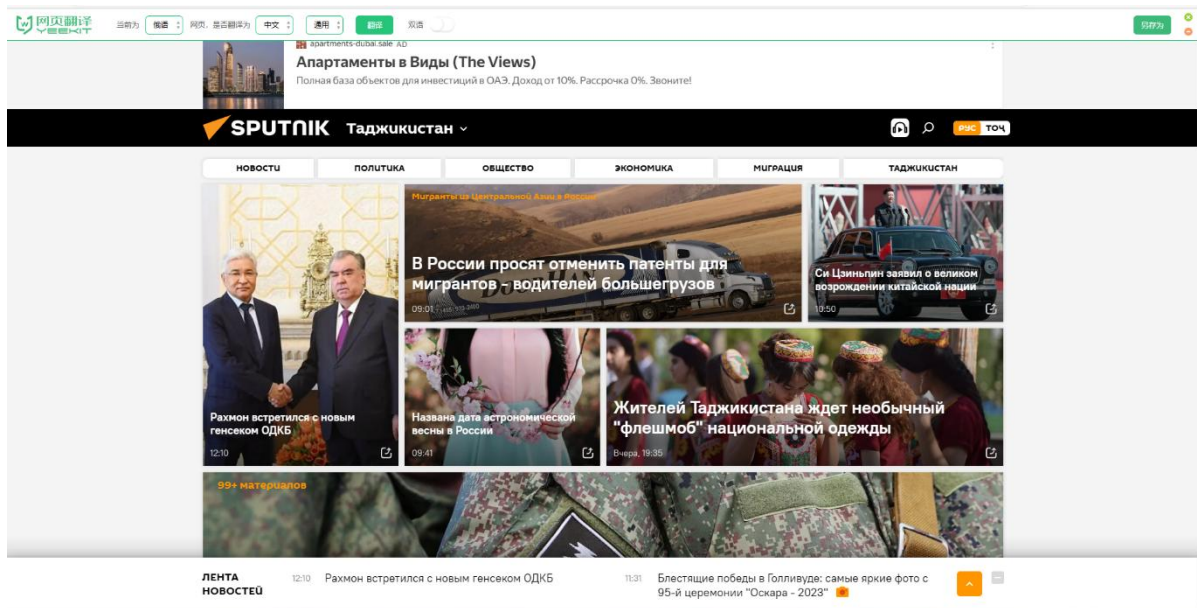 网页翻译
YEEKIT
当前为 俄语 网页，是否翻译为 中文 通用 翻译 双语
另存为
apartments-dubai.sale AD
Апартаменты в Виды (The Views)
Полная база объектов для инвестиций в ОАЭ. Доход от 10%. Рассрочка 0%. Звоните!
SPUTNIK Таджикистан
РУС ТОҶ
НОВОСТИ ПОЛИТИКА ОБЩЕСТВО ЭКОНОМИКА МИГРАЦИЯ ТАДЖИКИСТАН
Рахмон встретился с новым
генсеком ОДКБ
12:10
Мигранты из Центральной Азии в России
В России просят отменить патенты для
мигрантов - водителей большегрузов
09:01
Си Цзиньпин заявил о великом
возрождении китайской нации
10:50
Названа дата астрономической
весны в России
09:41
Жителей Таджикистана ждет необычный
"флешмоб" национальной одежды
Вчера, 19:35
99+ материалов
ЛЕНТА
НОВОСТЕЙ
12:10 Рахмон встретился с новым генсеком ОДКБ
11:31 Блестящие победы в Голливуде: самые яркие фото с
95-й церемонии "Оскара - 2023"